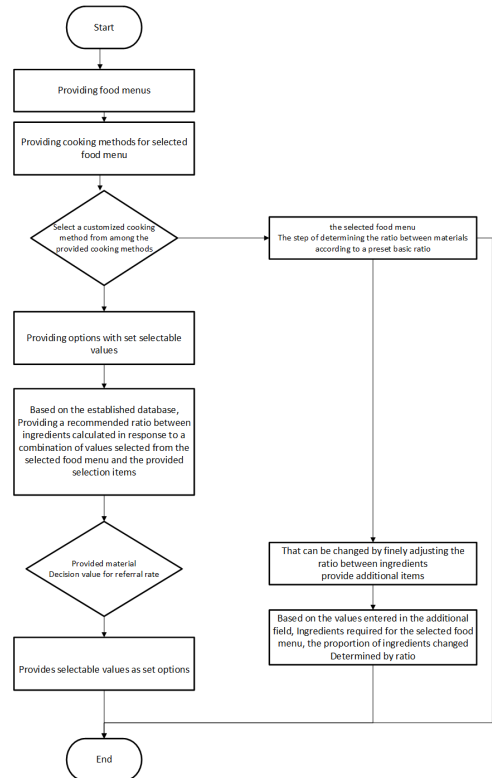 Start
Providing food menus
Providing cooking methods for selected
food menu
Select a customized cooking
method from among the
provided cooking methods
the selected food menu
The step of determining the ratio between materials
according to a preset basic ratio
Providing options with set selectable
values
Based on the established database,
Providing a recommended ratio between
ingredients calculated in response to a
combination of values selected from the
selected food menu and the provided
selection items
Provided material
Decision value for referral rate
That can be changed by finely adjusting the
ratio between ingredients
provide additional items
Based on the values entered in the additional
field, Ingredients required for the selected food
menu, the proportion of ingredients changed
Determined by ratio
Provides selectable values as set options
End